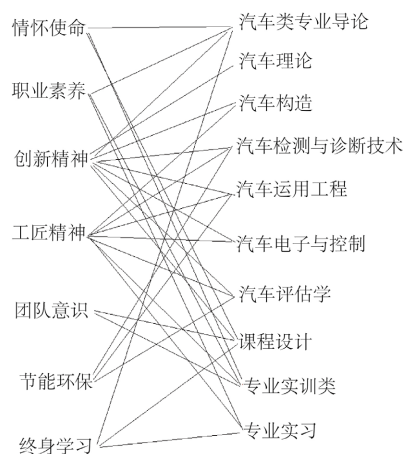 情怀使命
职业素养
创新精神
工匠精神
团队意识
节能环保
终身学习
汽车类专业导论
汽车理论
汽车构造
汽车检测与诊断技术
汽车运用工程
汽车电子与控制
汽车评估学
课程设计
专业实训类
专业实习